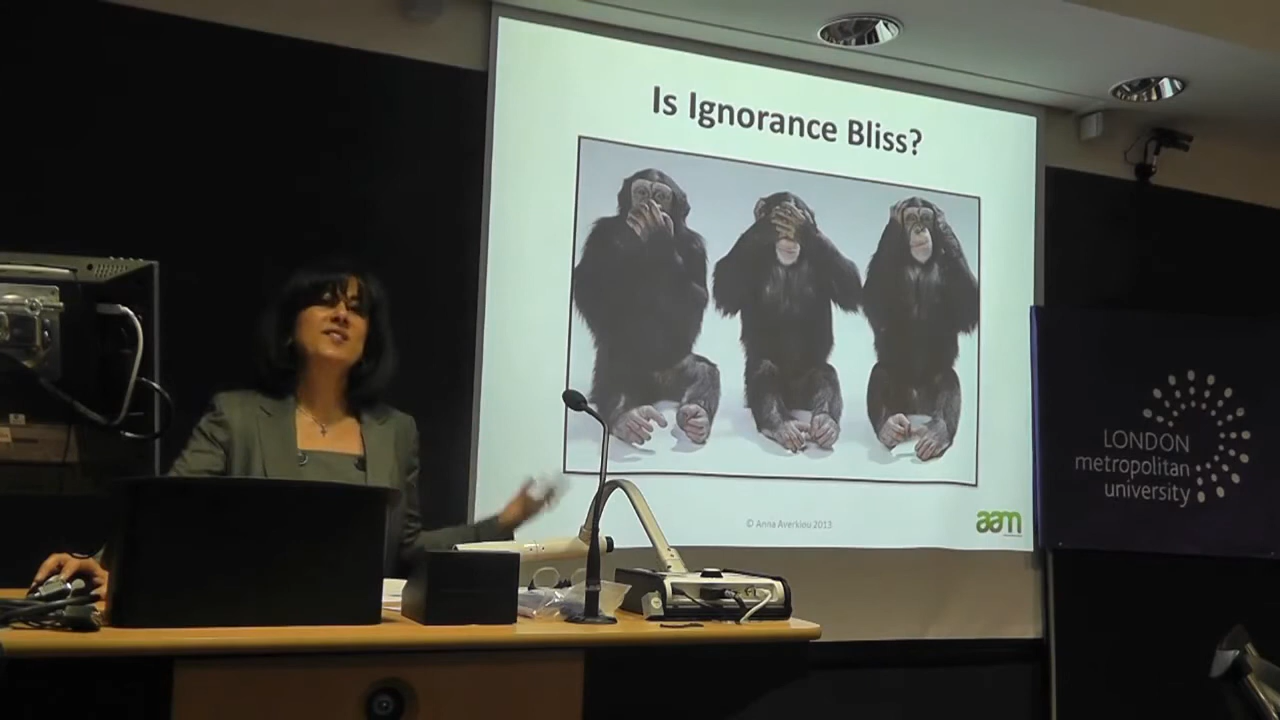 Is Ignorance Bliss?
© Anna Averkiou 2013
aam
LONDON
metropolitan
university